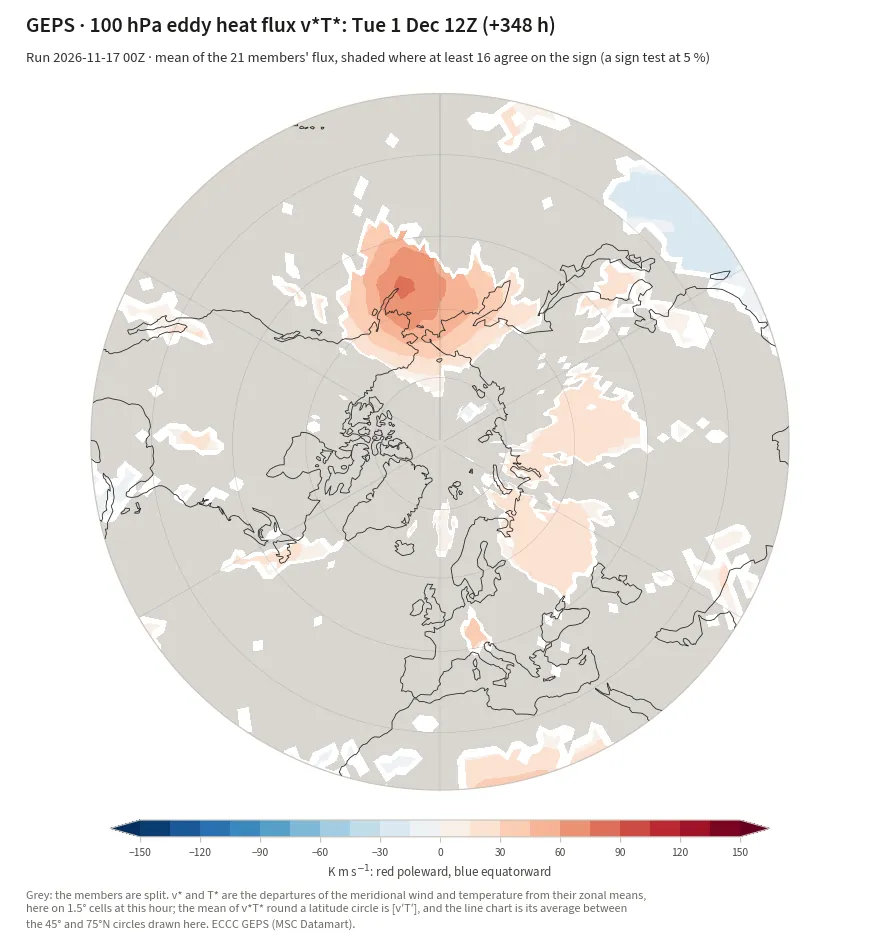 GEPS · 100 hPa eddy heat flux v*T*: Tue 1 Dec 12Z (+348 h)
Run 2026-11-17 00Z · mean of the 21 members' flux, shaded where at least 16 agree on the sign (a sign test at 5 %)
−150 −120 −90 −60 −30 0 30 60 90 120 150
K m s⁻¹: red poleward, blue equatorward
Grey: the members are split. v* and T* are the departures of the meridional wind and temperature from their zonal means,
here on 1.5° cells at this hour; the mean of v*T* round a latitude circle is [v'T'], and the line chart is its average between
the 45° and 75°N circles drawn here. ECCC GEPS (MSC Datamart).